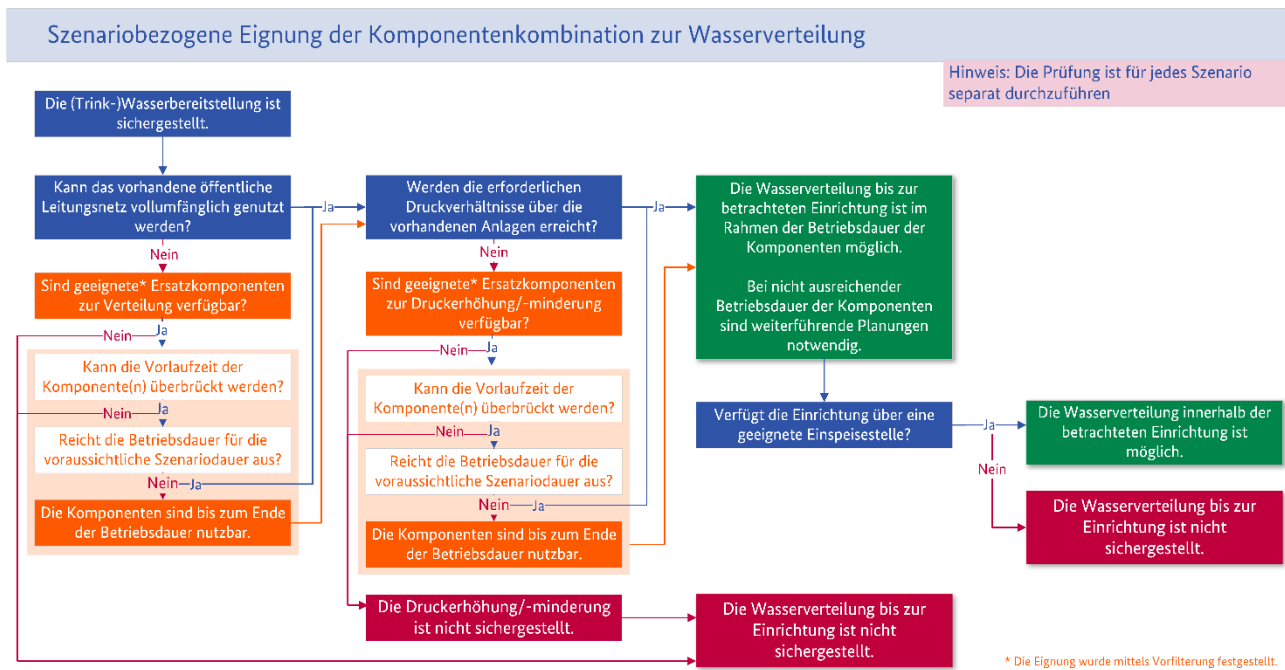 Szenariobezogene Eignung der Komponentenkombination zur Wasserverteilung
Hinweis: Die Prüfung ist für jedes Szenario
separat durchzuführen
Die (Trink-)Wasserbereitstellung ist
sichergestellt.
Kann das vorhandene öffentliche
Leitungsnetz vollumfänglich genutzt
werden?
Ja
Nein
Sind geeignete* Ersatzkomponenten
zur Verteilung verfügbar?
Ja
Nein
Kann die Vorlaufzeit der
Komponente(n) überbrückt werden?
Nein
Ja
Reicht die Betriebsdauer für die
voraussichtliche Szenariodauer aus?
Nein
Ja
Die Komponenten sind bis zum Ende
der Betriebsdauer nutzbar.
Werden die erforderlichen
Druckverhältnisse über die
vorhandenen Anlagen erreicht?
Ja
Nein
Sind geeignete* Ersatzkomponenten
zur Druckerhöhung/-minderung
verfügbar?
Nein
Ja
Kann die Vorlaufzeit der
Komponente(n) überbrückt werden?
Nein
Ja
Reicht die Betriebsdauer für die
voraussichtliche Szenariodauer aus?
Nein
Ja
Die Komponenten sind bis zum Ende
der Betriebsdauer nutzbar.
Die Druckerhöhung/-minderung
ist nicht sichergestellt.
Die Wasserverteilung bis zur
betrachteten Einrichtung ist im
Rahmen der Betriebsdauer der
Komponenten möglich.
Bei nicht ausreichender
Betriebsdauer der Komponenten
sind weiterführende Planungen
notwendig.
Verfügt die Einrichtung über eine
geeignete Einspeisestelle?
Ja
Nein
Die Wasserverteilung innerhalb der
betrachteten Einrichtung ist
möglich.
Die Wasserverteilung bis zur
Einrichtung ist nicht
sichergestellt.
Die Wasserverteilung bis zur
Einrichtung ist nicht
sichergestellt.
* Die Eignung wurde mittels Vorfilterung festgestellt.